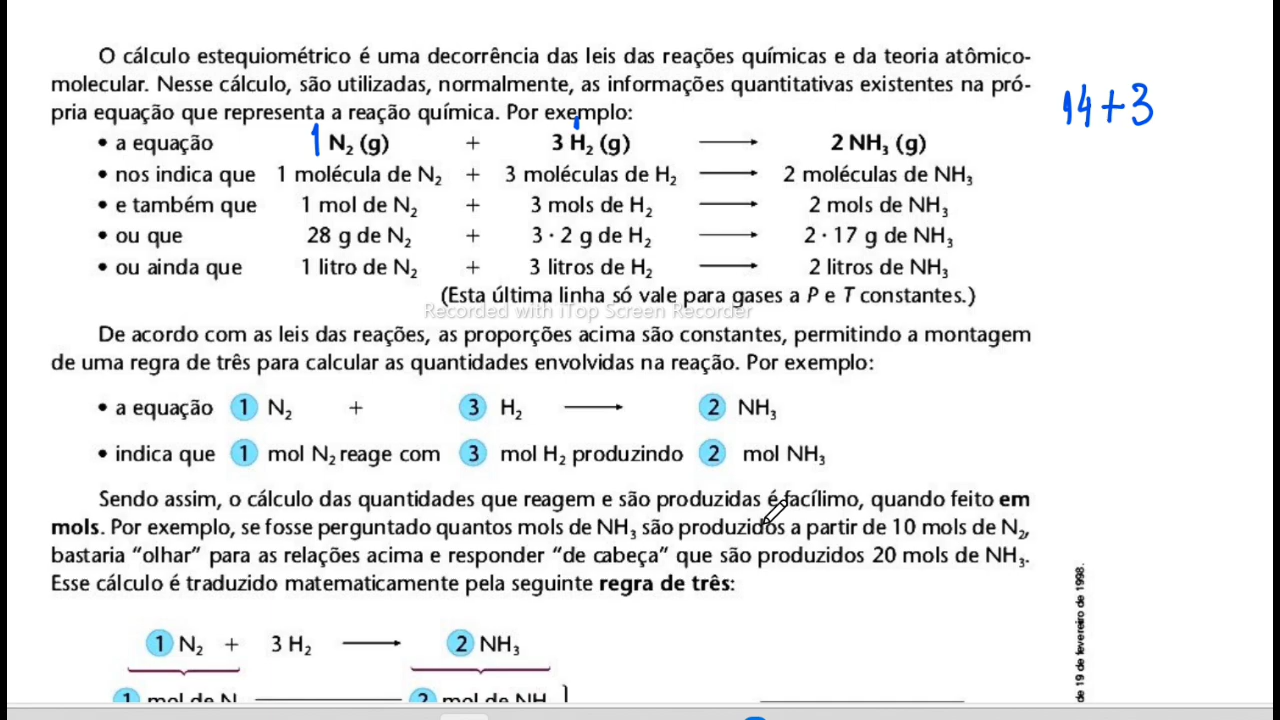 O cálculo estequiométrico é uma decorrência das leis das reações químicas e da teoria atômico-
molecular. Nesse cálculo, são utilizadas, normalmente, as informações quantitativas existentes na pró-
pria equação que representa a reação química. Por exemplo:
14+3
• a equação 1 N₂ (g) + 3 H₂ (g) ⟶ 2 NH₃ (g)
• nos indica que 1 molécula de N₂ + 3 moléculas de H₂ ⟶ 2 moléculas de NH₃
• e também que 1 mol de N₂ + 3 mols de H₂ ⟶ 2 mols de NH₃
• ou que 28 g de N₂ + 3 · 2 g de H₂ ⟶ 2 · 17 g de NH₃
• ou ainda que 1 litro de N₂ + 3 litros de H₂ ⟶ 2 litros de NH₃
(Esta última linha só vale para gases a P e T constantes.)
Recorded with iTop Screen Recorder
De acordo com as leis das reações, as proporções acima são constantes, permitindo a montagem
de uma regra de três para calcular as quantidades envolvidas na reação. Por exemplo:
• a equação 1 N₂ + 3 H₂ ⟶ 2 NH₃
• indica que 1 mol N₂ reage com 3 mol H₂ produzindo 2 mol NH₃
Sendo assim, o cálculo das quantidades que reagem e são produzidas é facílimo, quando feito em
mols. Por exemplo, se fosse perguntado quantos mols de NH₃ são produzidos a partir de 10 mols de N₂,
bastaria “olhar” para as relações acima e responder “de cabeça” que são produzidos 20 mols de NH₃.
Esse cálculo é traduzido matematicamente pela seguinte regra de três:
1 N₂ + 3 H₂ ⟶ 2 NH₃
1 mol de N 2 mol de NH
de 19 de fevereiro de 1998.